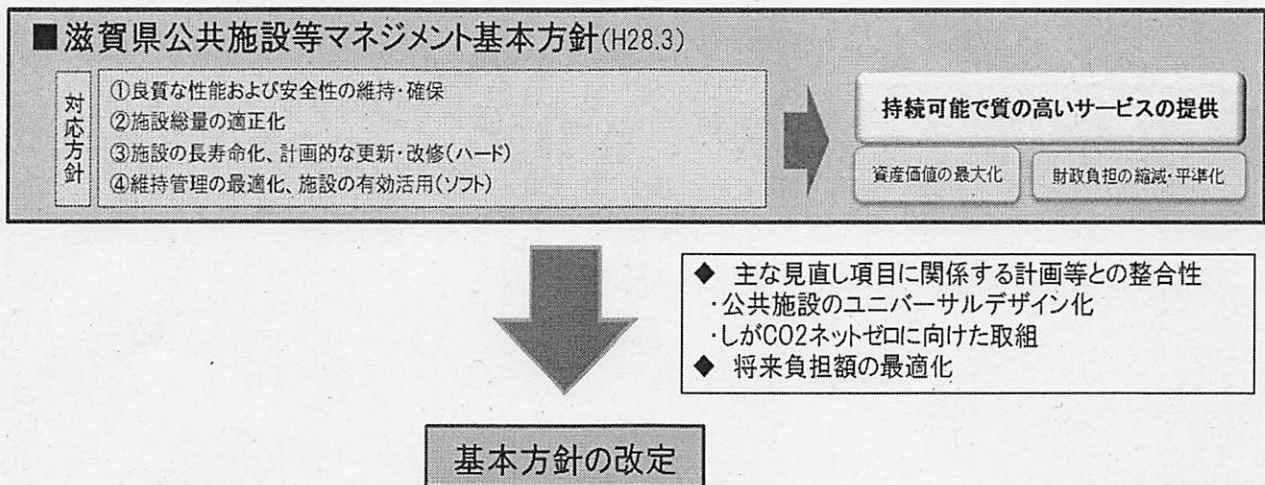 ■滋賀県公共施設等マネジメント基本方針(H28.3)
対応方針
①良質な性能および安全性の維持・確保
②施設総量の適正化
③施設の長寿命化、計画的な更新・改修(ハード)
④維持管理の最適化、施設の有効活用(ソフト)
持続可能で質の高いサービスの提供
資産価値の最大化
財政負担の縮減・平準化
◆ 主な見直し項目に関係する計画等との整合性
・公共施設のユニバーサルデザイン化
・しがCO2ネットゼロに向けた取組
◆ 将来負担額の最適化
基本方針の改定